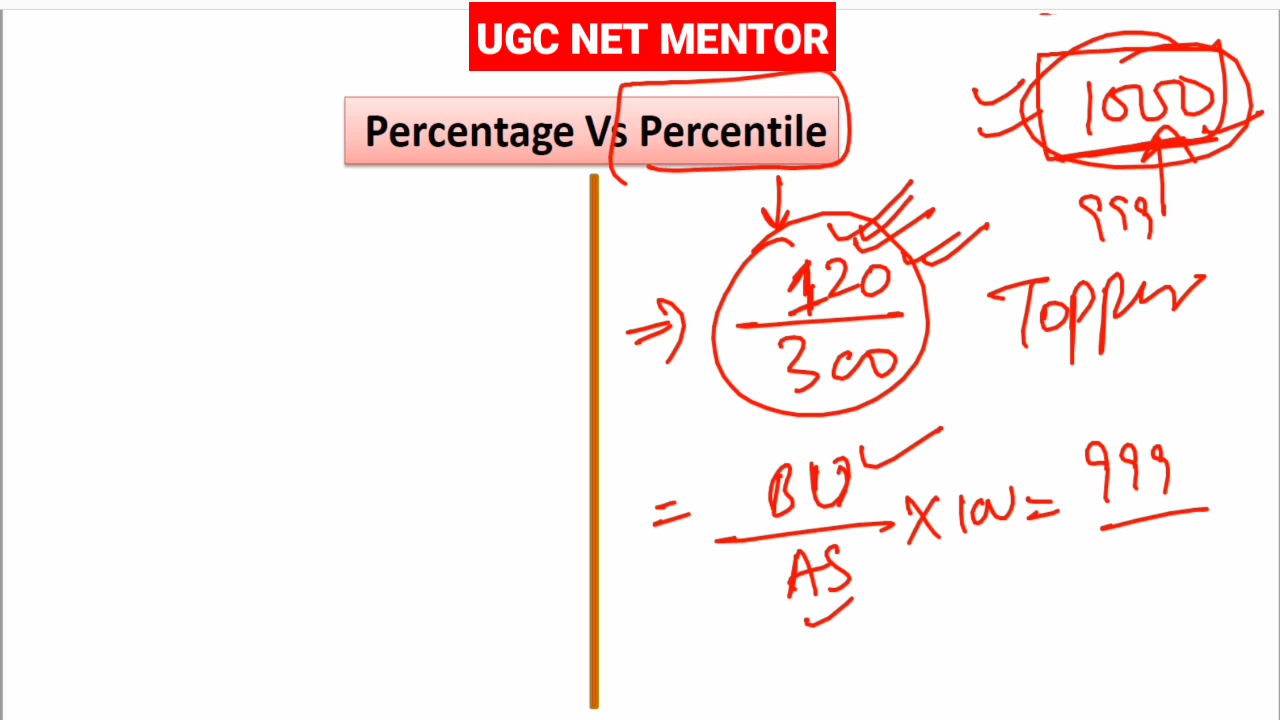 UGC NET MENTOR
Percentage Vs Percentile
1000
999
120
300
Topper
= BU
AS
× 100 = 999